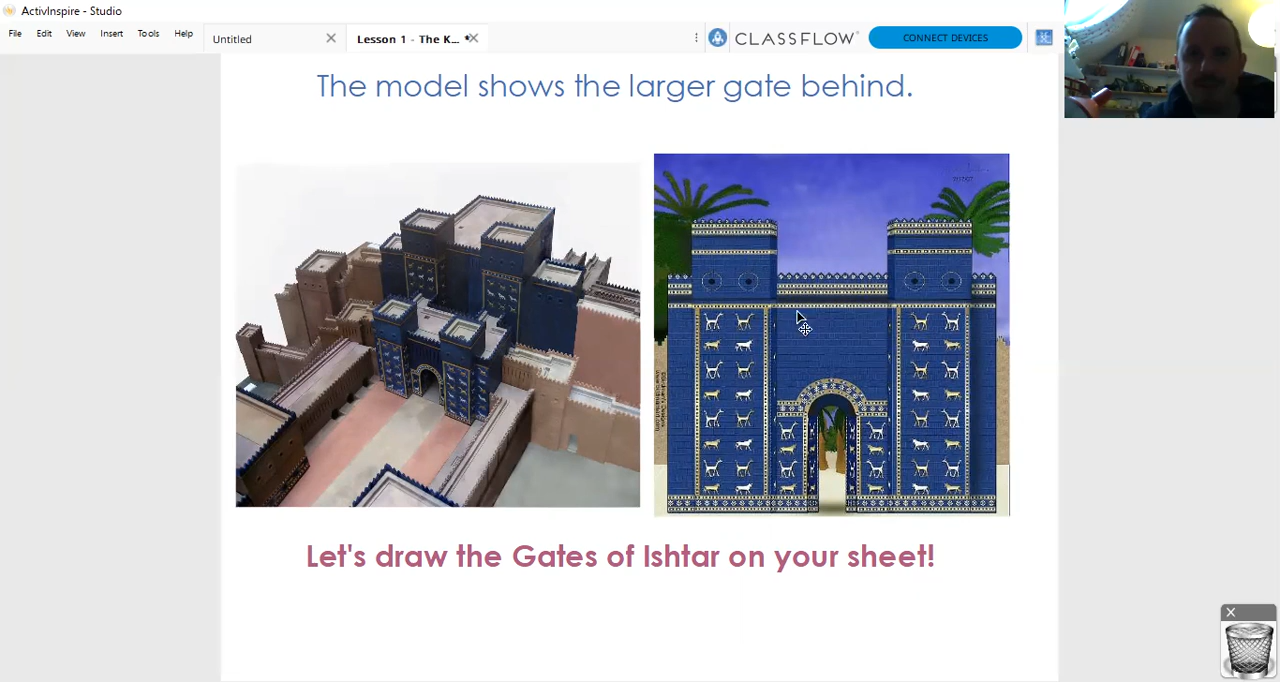 ActivInspire - Studio
File Edit View Insert Tools Help
Untitled
Lesson 1 - The K...
CLASSFLOW
CONNECT DEVICES
The model shows the larger gate behind.
Let's draw the Gates of Ishtar on your sheet!